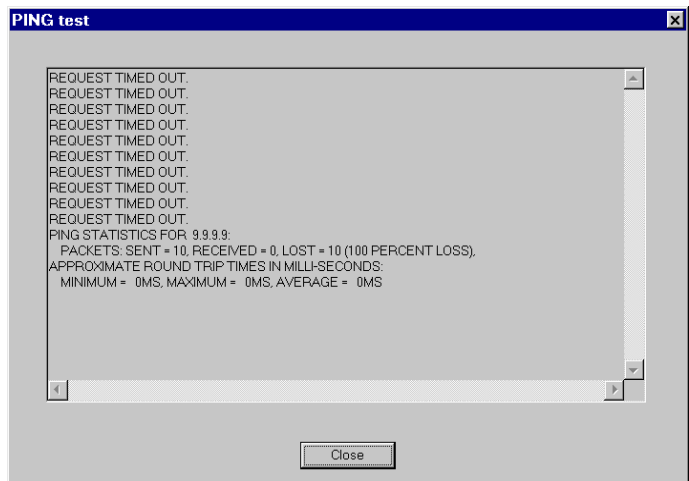 PING test
REQUEST TIMED OUT.
REQUEST TIMED OUT.
REQUEST TIMED OUT.
REQUEST TIMED OUT.
REQUEST TIMED OUT.
REQUEST TIMED OUT.
REQUEST TIMED OUT.
REQUEST TIMED OUT.
REQUEST TIMED OUT.
REQUEST TIMED OUT.
PING STATISTICS FOR 9.9.9.9:
PACKETS: SENT = 10, RECEIVED = 0, LOST = 10 (100 PERCENT LOSS),
APPROXIMATE ROUND TRIP TIMES IN MILLI-SECONDS:
MINIMUM = 0MS, MAXIMUM = 0MS, AVERAGE = 0MS
Close